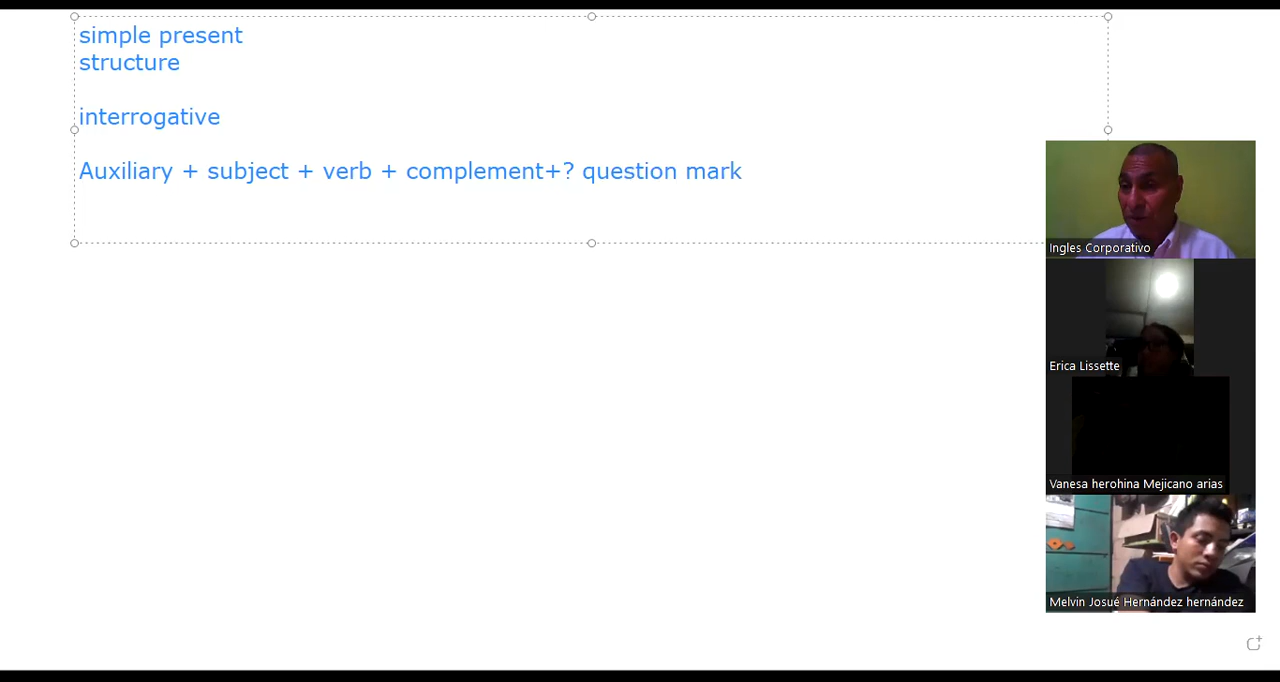 simple present
structure
interrogative
Auxiliary + subject + verb + complement+? question mark
Ingles Corporativo
Erica Lissette
Vanesa herohina Mejicano arias
Melvin Josué Hernández hernández